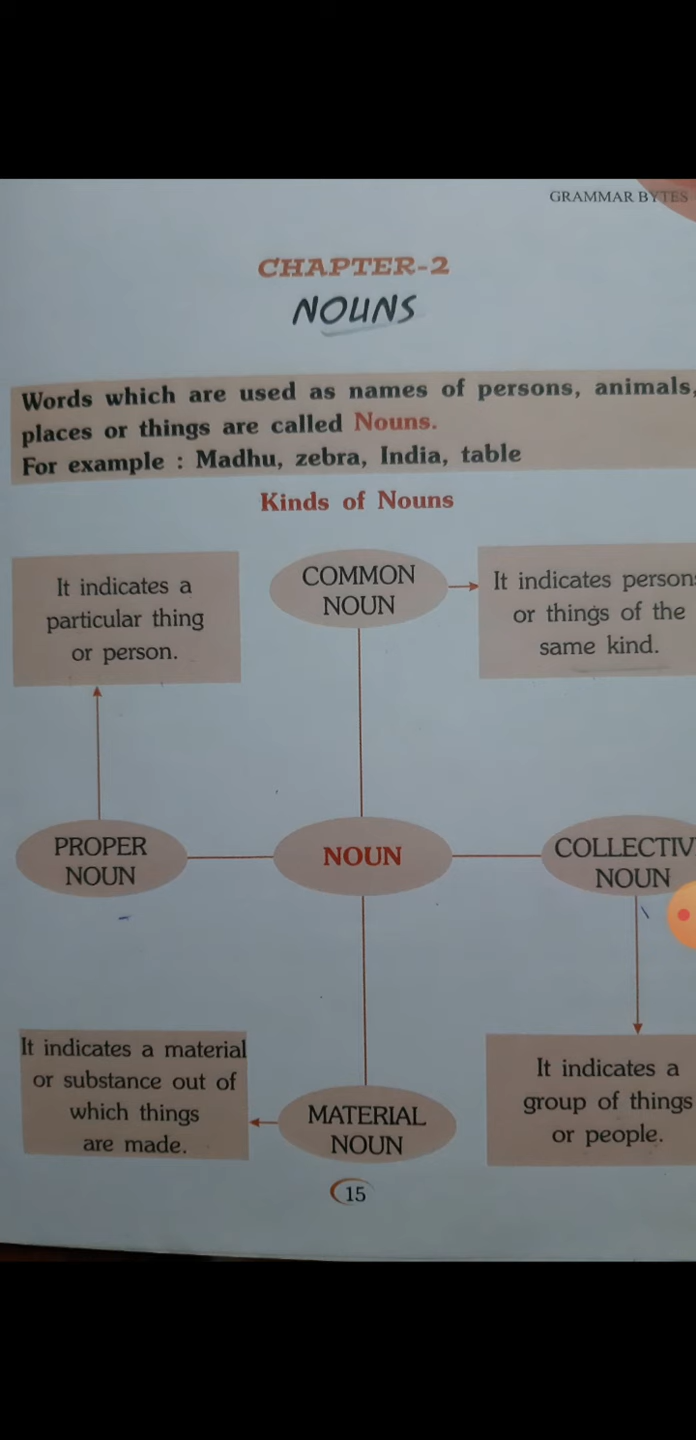 GRAMMAR BYTES
CHAPTER-2
NOUNS
Words which are used as names of persons, animals,
places or things are called Nouns.
For example : Madhu, zebra, India, table
Kinds of Nouns
It indicates a
particular thing
or person.
COMMON
NOUN
It indicates persons
or things of the
same kind.
PROPER
NOUN
NOUN
COLLECTIV
NOUN
It indicates a material
or substance out of
which things
are made.
MATERIAL
NOUN
It indicates a
group of things
or people.
15